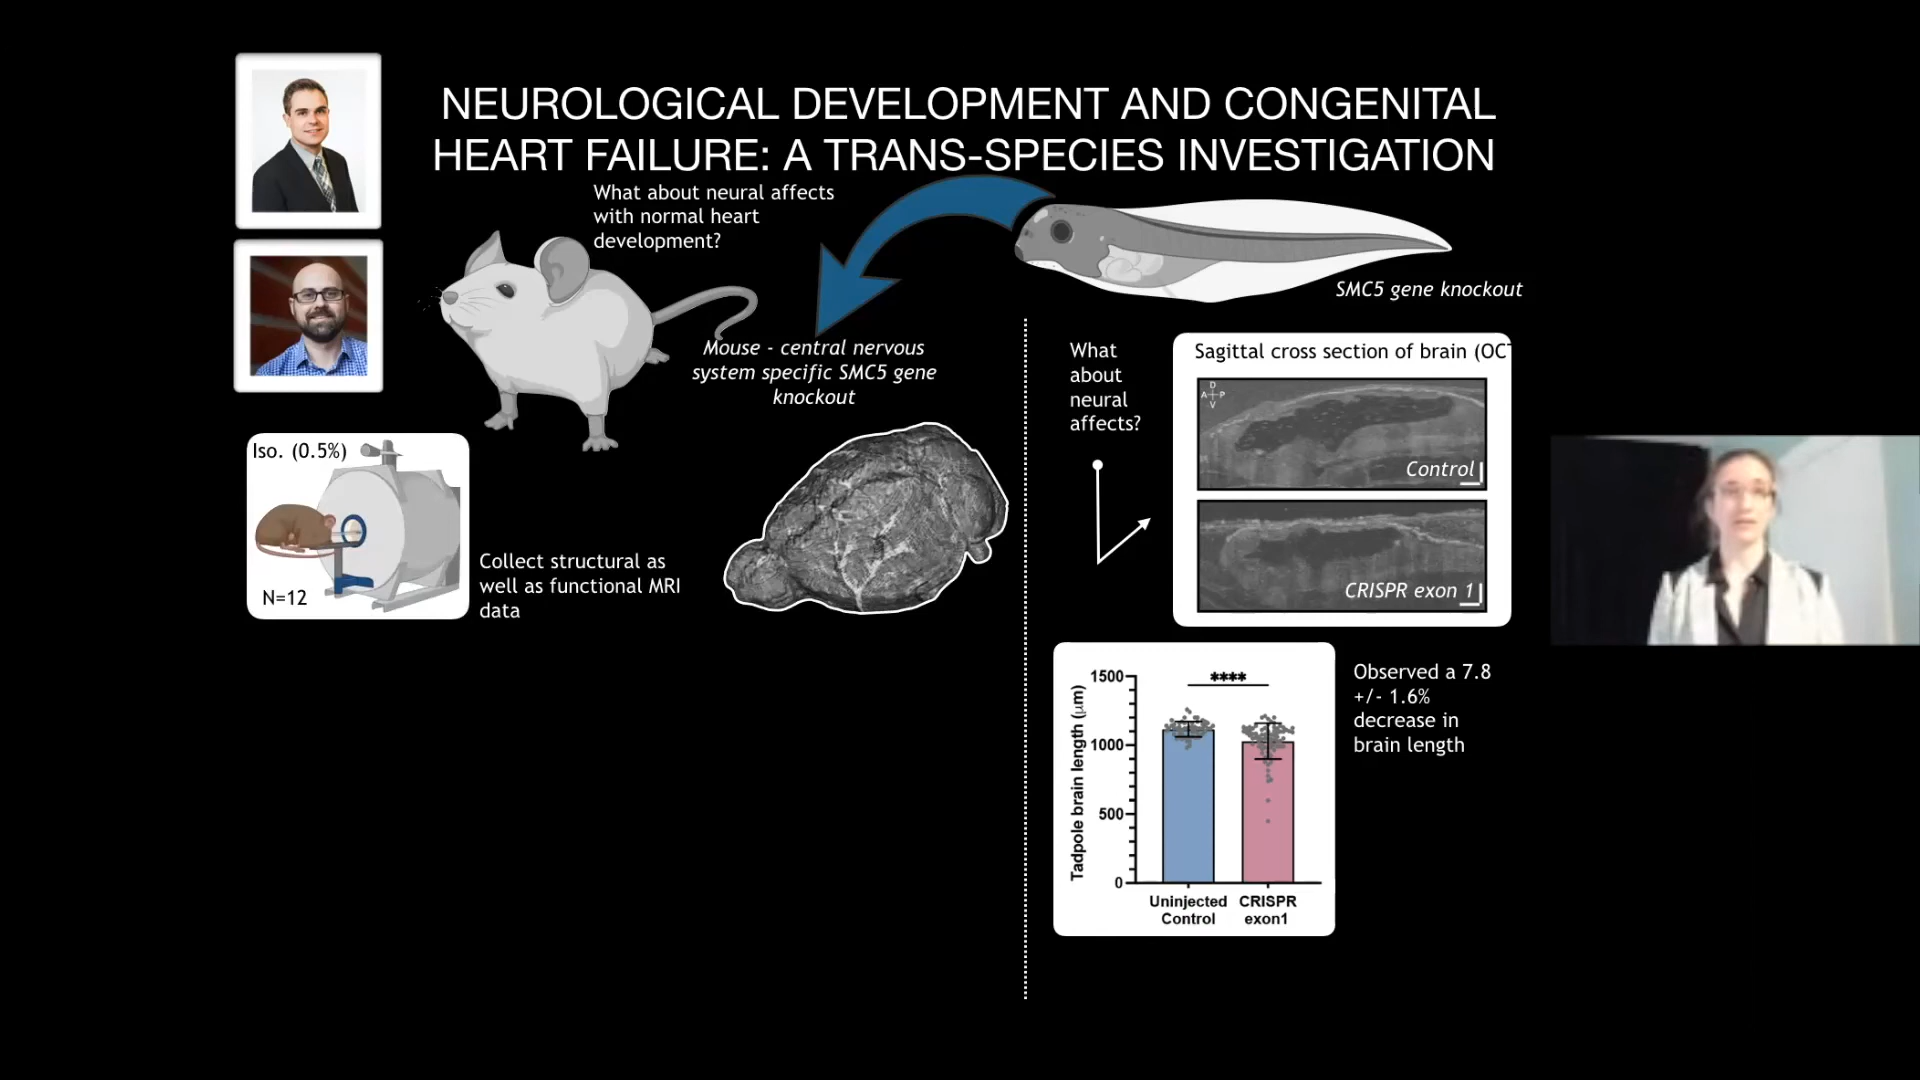 NEUROLOGICAL DEVELOPMENT AND CONGENITAL
HEART FAILURE: A TRANS-SPECIES INVESTIGATION
What about neural affects
with normal heart
development?
SMC5 gene knockout
Mouse - central nervous
system specific SMC5 gene
knockout
What
about
neural
affects?
Sagittal cross section of brain (OCT
D
A P
V
Control
CRISPR exon 1
Iso. (0.5%)
N=12
Collect structural as
well as functional MRI
data
Tadpole brain length (μm)
1500
1000
500
0
****
Uninjected
Control
CRISPR
exon1
Observed a 7.8
+/- 1.6%
decrease in
brain length